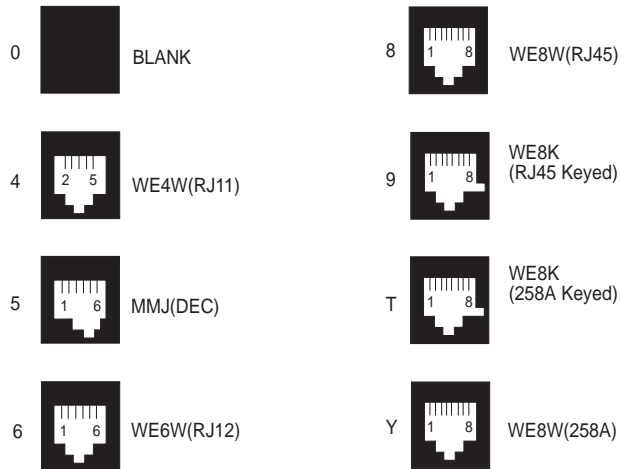 0 BLANK
4 2 5 WE4W(RJ11)
5 1 6 MMJ(DEC)
6 1 6 WE6W(RJ12)
8 1 8 WE8W(RJ45)
9 1 8 WE8K
(RJ45 Keyed)
T 1 8 WE8K
(258A Keyed)
Y 1 8 WE8W(258A)